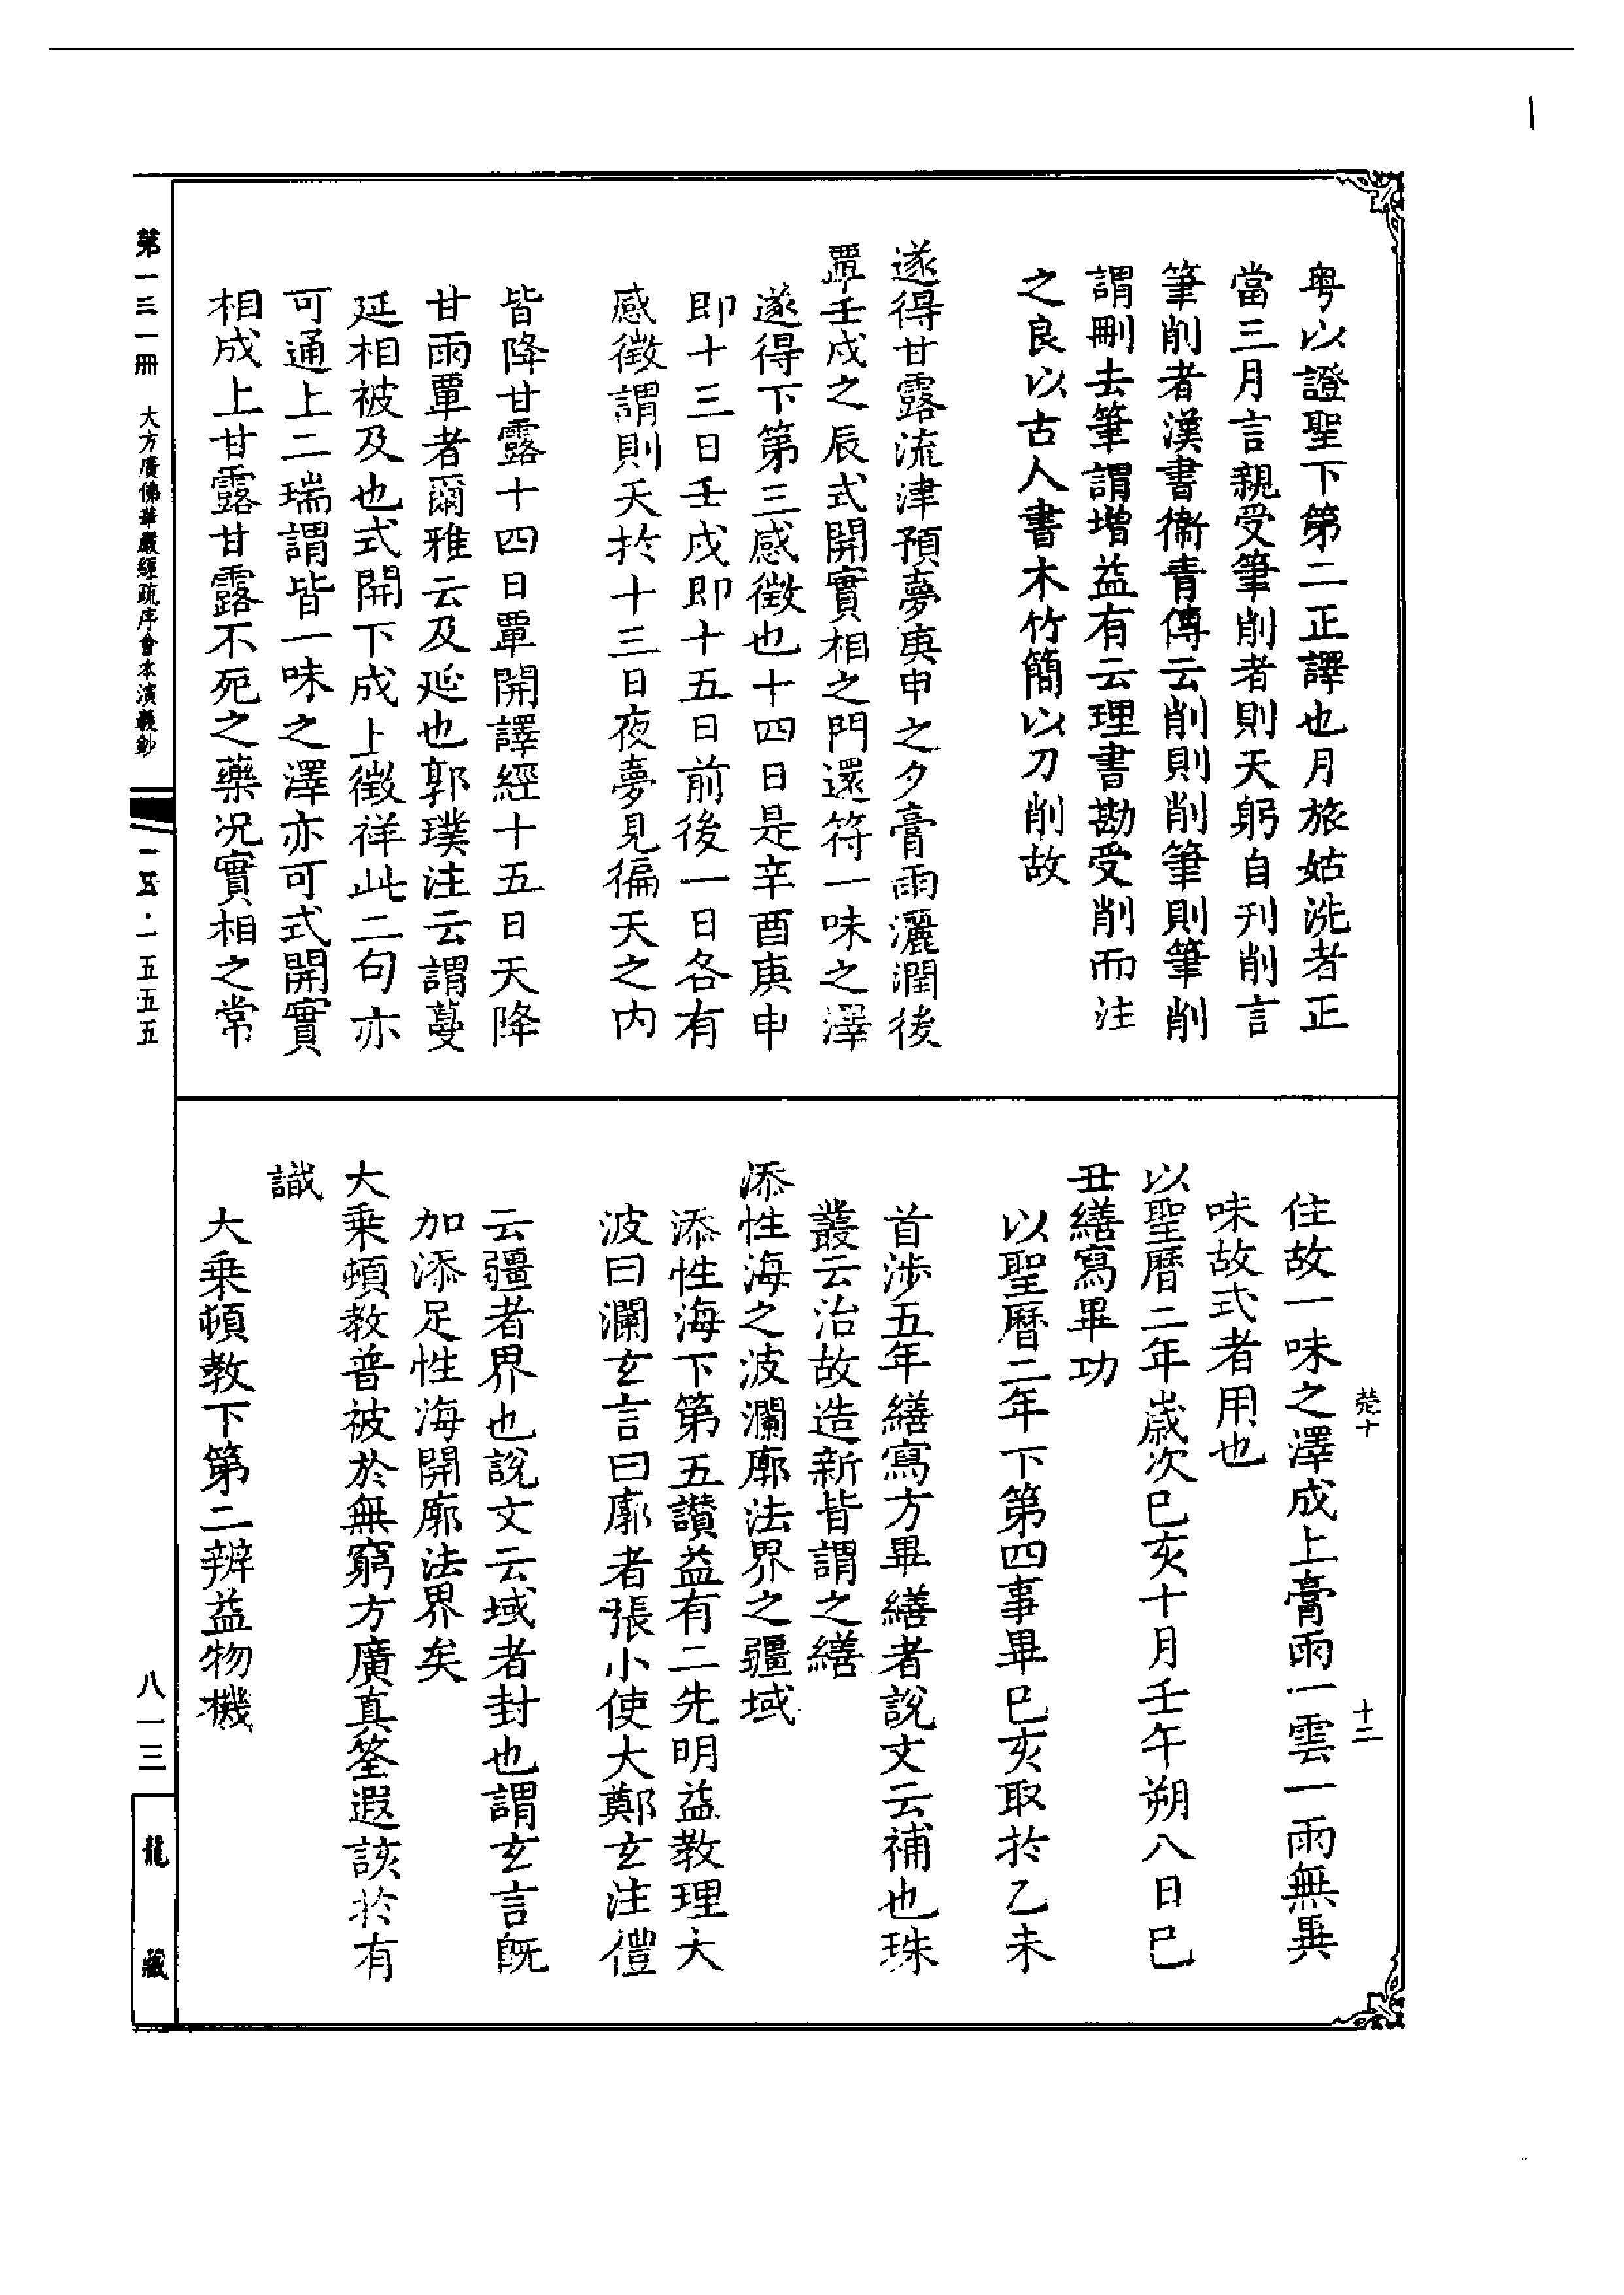 粵以證聖下第二正譯也月旅姑洗者正
當三月言親受筆削者則天躬自刋削言
筆削者漢書衞青傳云削則削筆則筆削
謂刪去筆謂增益有云理書勘受削而注
之良以古人書木竹簡以刀削故
遂得甘露流津預夢庚申之夕膏雨灑潤後
覃壬戌之辰式開實相之門還符一味之澤
遂得下第三感徵也十四日是辛酉庚申
即十三日壬戌即十五日前後一日各有
感徵謂則天於十三日夜夢見徧天之內
皆降甘露十四日覃開譯經十五日天降
甘雨覃者爾雅云及延也郭璞注云謂蔓
延相被及也式開下成上徵祥此二句亦
可通上二瑞謂皆一味之澤亦可式開實
相成上甘露甘露不死之藥况實相之常
住故一味之澤成上膏雨一雲一雨無異
味故式者用也
以聖曆二年歲次已亥十月壬午朔八日已
丑繕寫畢功
以聖曆二年下第四事畢已亥取於乙未
首涉五年繕寫方畢繕者說文云補也珠
叢云治故造新皆謂之繕
添性海之波瀾廓法界之疆域
添性海下第五讚益有二先明益教理大
波曰瀾玄言曰廓者張小使大鄭玄注禮
云疆者界也說文云域者封也謂玄言旣
加添足性海開廓法界矣
大乗頓教普被於無窮方廣真筌遐該於有
識
大乗頓教下第二辨益物機
十二
第一三一冊
大方廣佛華嚴經疏序會本演義鈔
一五五五
八一三
龍藏